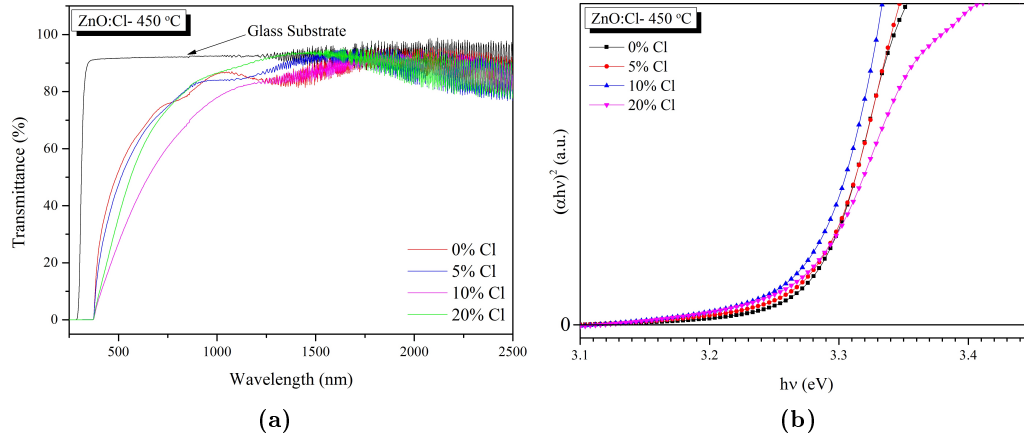 ZnO:Cl- 450 °C
Glass Substrate
100
80
60
40
20
0
Transmittance (%)
0% Cl
5% Cl
10% Cl
20% Cl
500
1000
1500
2000
2500
Wavelength (nm)
(a)
ZnO:Cl- 450 °C
0% Cl
5% Cl
10% Cl
20% Cl
(αhν)² (a.u.)
0
3.1
3.2
3.3
3.4
hν (eV)
(b)